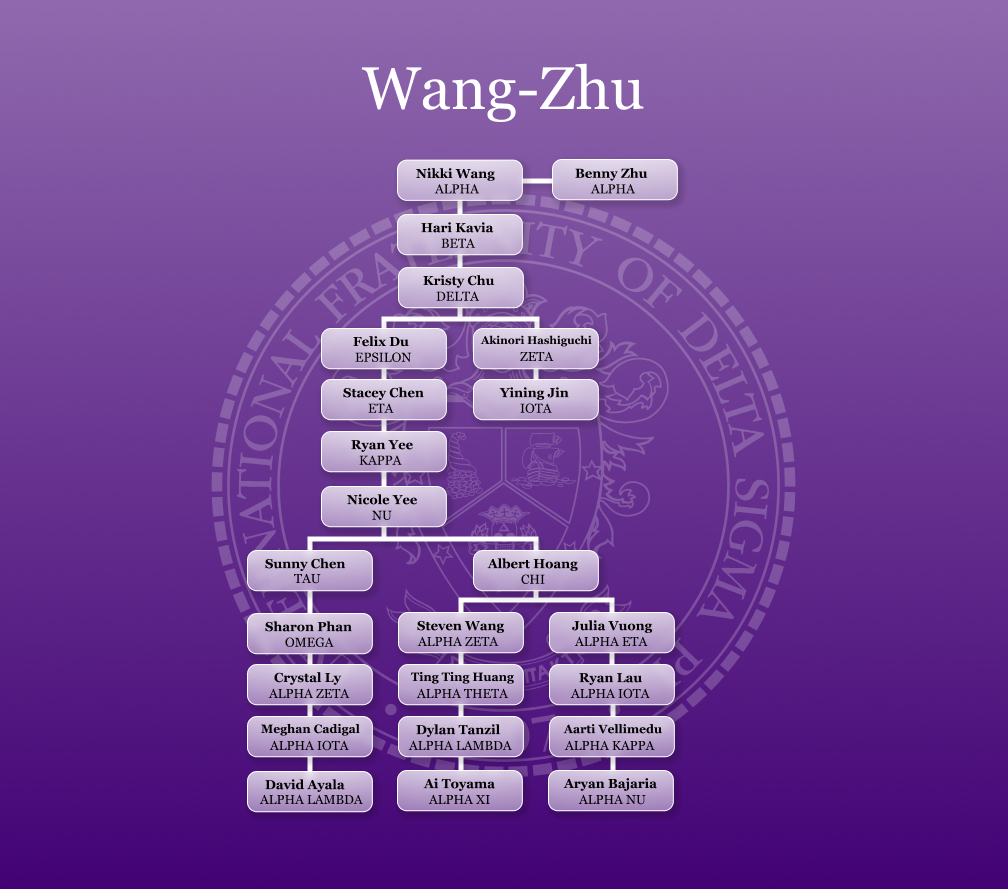 Wang-Zhu
Nikki Wang
ALPHA
Benny Zhu
ALPHA
Hari Kavia
BETA
Kristy Chu
DELTA
Felix Du
EPSILON
Akinori Hashiguchi
ZETA
Stacey Chen
ETA
Yining Jin
IOTA
Ryan Yee
KAPPA
Nicole Yee
NU
Sunny Chen
TAU
Albert Hoang
CHI
Sharon Phan
OMEGA
Steven Wang
ALPHA ZETA
Julia Vuong
ALPHA ETA
Crystal Ly
ALPHA ZETA
Ting Ting Huang
ALPHA THETA
Ryan Lau
ALPHA IOTA
Meghan Cadigal
ALPHA IOTA
Dylan Tanzil
ALPHA LAMBDA
Aarti Vellimedu
ALPHA KAPPA
David Ayala
ALPHA LAMBDA
Ai Toyama
ALPHA XI
Aryan Bajaria
ALPHA NU
OF DELTA SIGMA